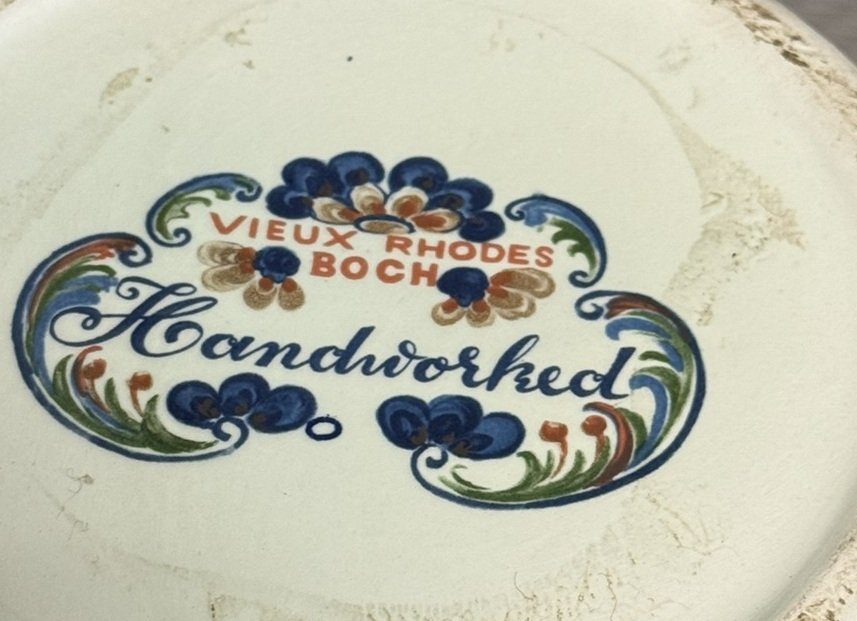 VIEUX RHODES
BOCH
Handworked